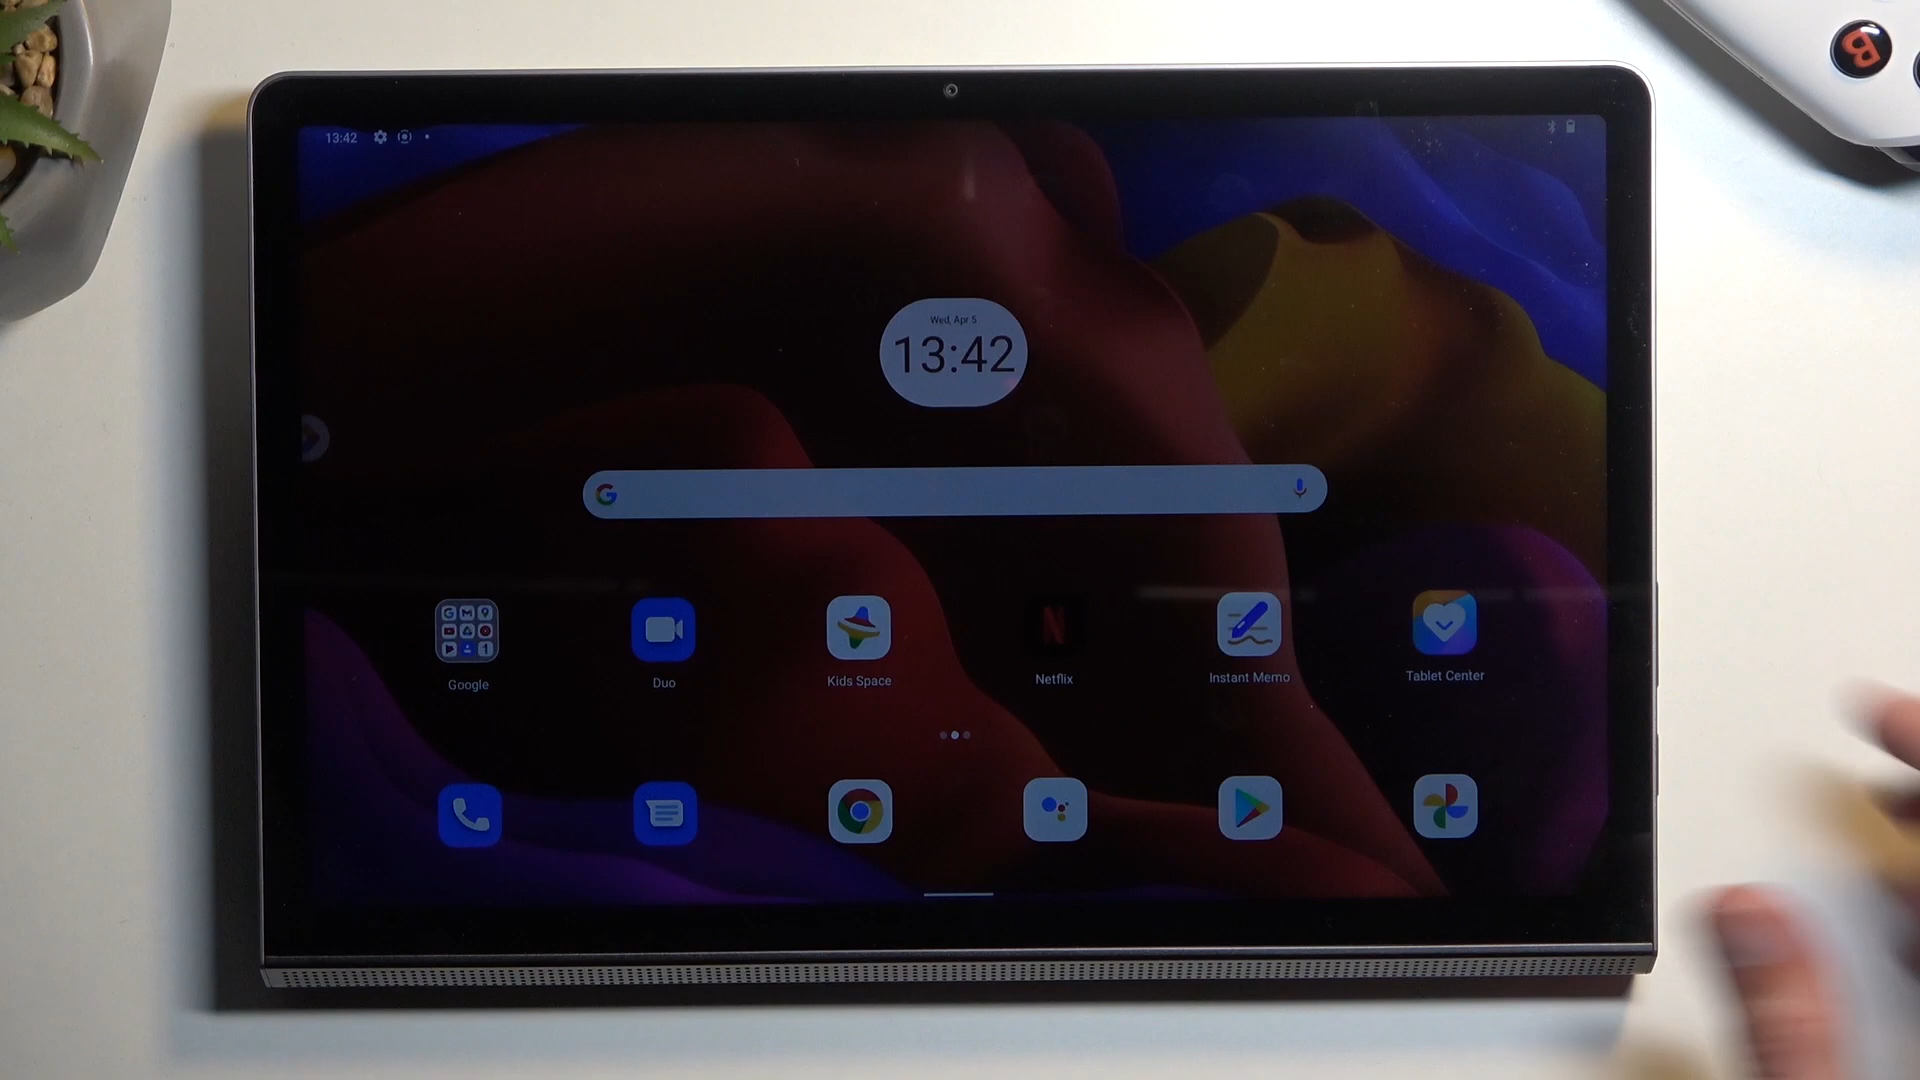 13:42
Wed, Apr 5
13:42
Google
Duo
Kids Space
Netflix
Instant Memo
Tablet Center